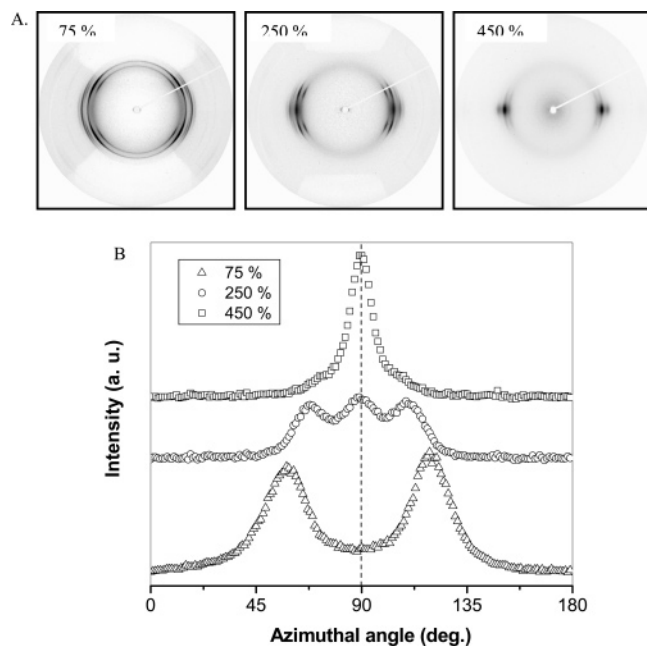 A.
75 %
250 %
450 %
B
75 %
250 %
450 %
Intensity (a. u.)
0 45 90 135 180
Azimuthal angle (deg.)